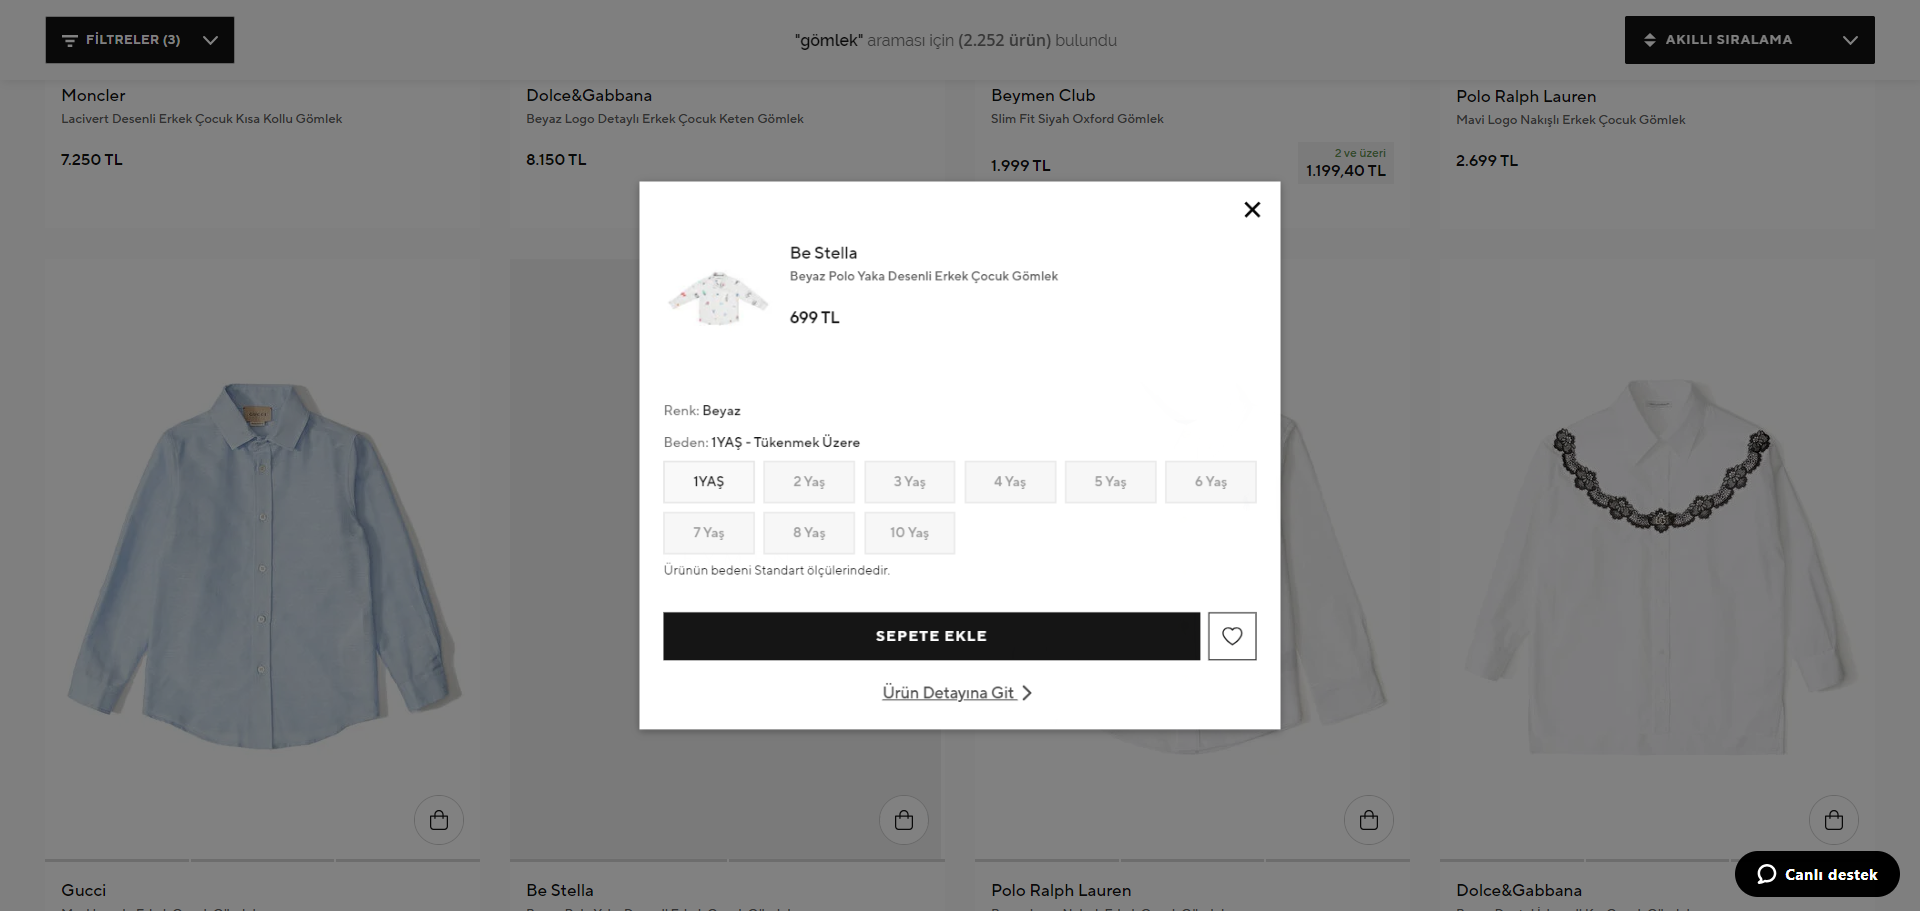 FİLTRELER (3)
"gömlek" araması için (2.252 ürün) bulundu
AKILLI SIRALAMA
Moncler
Lacivert Desenli Erkek Çocuk Kısa Kollu Gömlek
7.250 TL
Dolce&Gabbana
Beyaz Logo Detaylı Erkek Çocuk Keten Gömlek
8.150 TL
Beymen Club
Slim Fit Siyah Oxford Gömlek
1.999 TL
2 ve üzeri
1.199,40 TL
Polo Ralph Lauren
Mavi Logo Nakışlı Erkek Çocuk Gömlek
2.699 TL
Be Stella
Beyaz Polo Yaka Desenli Erkek Çocuk Gömlek
699 TL
Renk: Beyaz
Beden: 1YAŞ - Tükenmek Üzere
1YAŞ
2 Yaş
3 Yaş
4 Yaş
5 Yaş
6 Yaş
7 Yaş
8 Yaş
10 Yaş
Ürünün bedeni Standart ölçülerindedir.
SEPETE EKLE
Ürün Detayına Git
Gucci
Be Stella
Polo Ralph Lauren
Dolce&Gabbana
Canlı destek